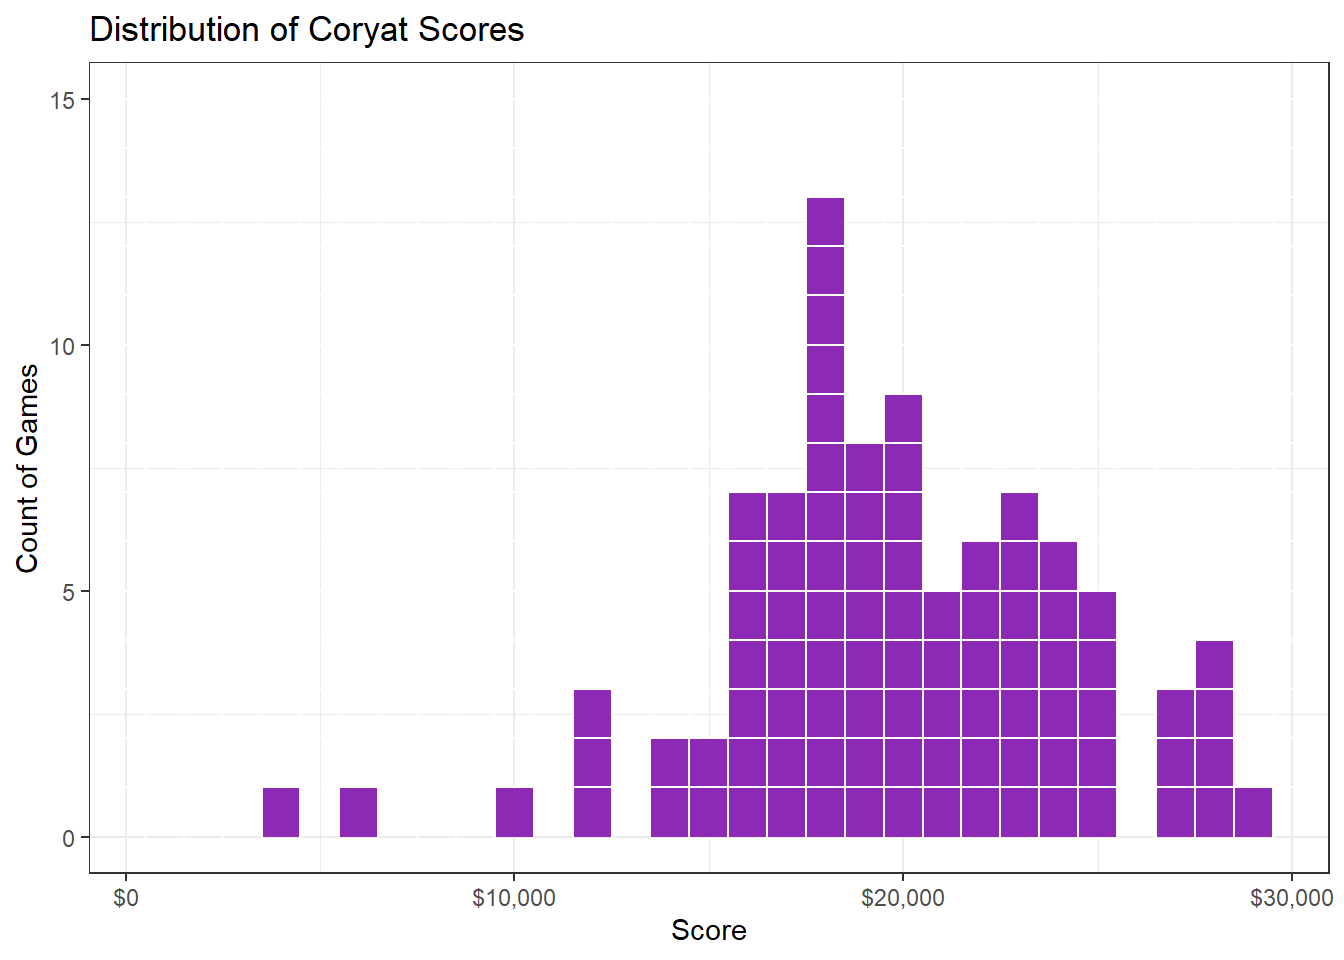 Distribution of Coryat Scores
15
10
5
0
Count of Games
$0 $10,000 $20,000 $30,000
Score